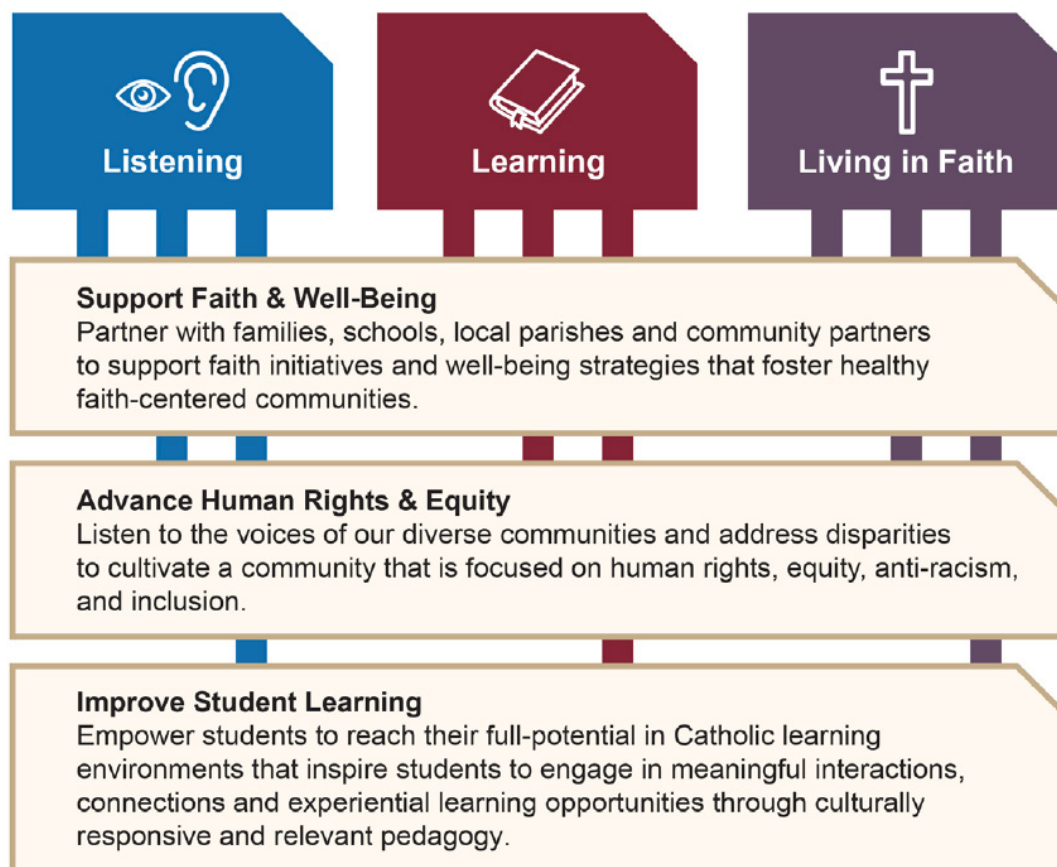 Listening
Learning
Living in Faith
Support Faith & Well-Being
Partner with families, schools, local parishes and community partners
to support faith initiatives and well-being strategies that foster healthy
faith-centered communities.
Advance Human Rights & Equity
Listen to the voices of our diverse communities and address disparities
to cultivate a community that is focused on human rights, equity, anti-racism,
and inclusion.
Improve Student Learning
Empower students to reach their full-potential in Catholic learning
environments that inspire students to engage in meaningful interactions,
connections and experiential learning opportunities through culturally
responsive and relevant pedagogy.